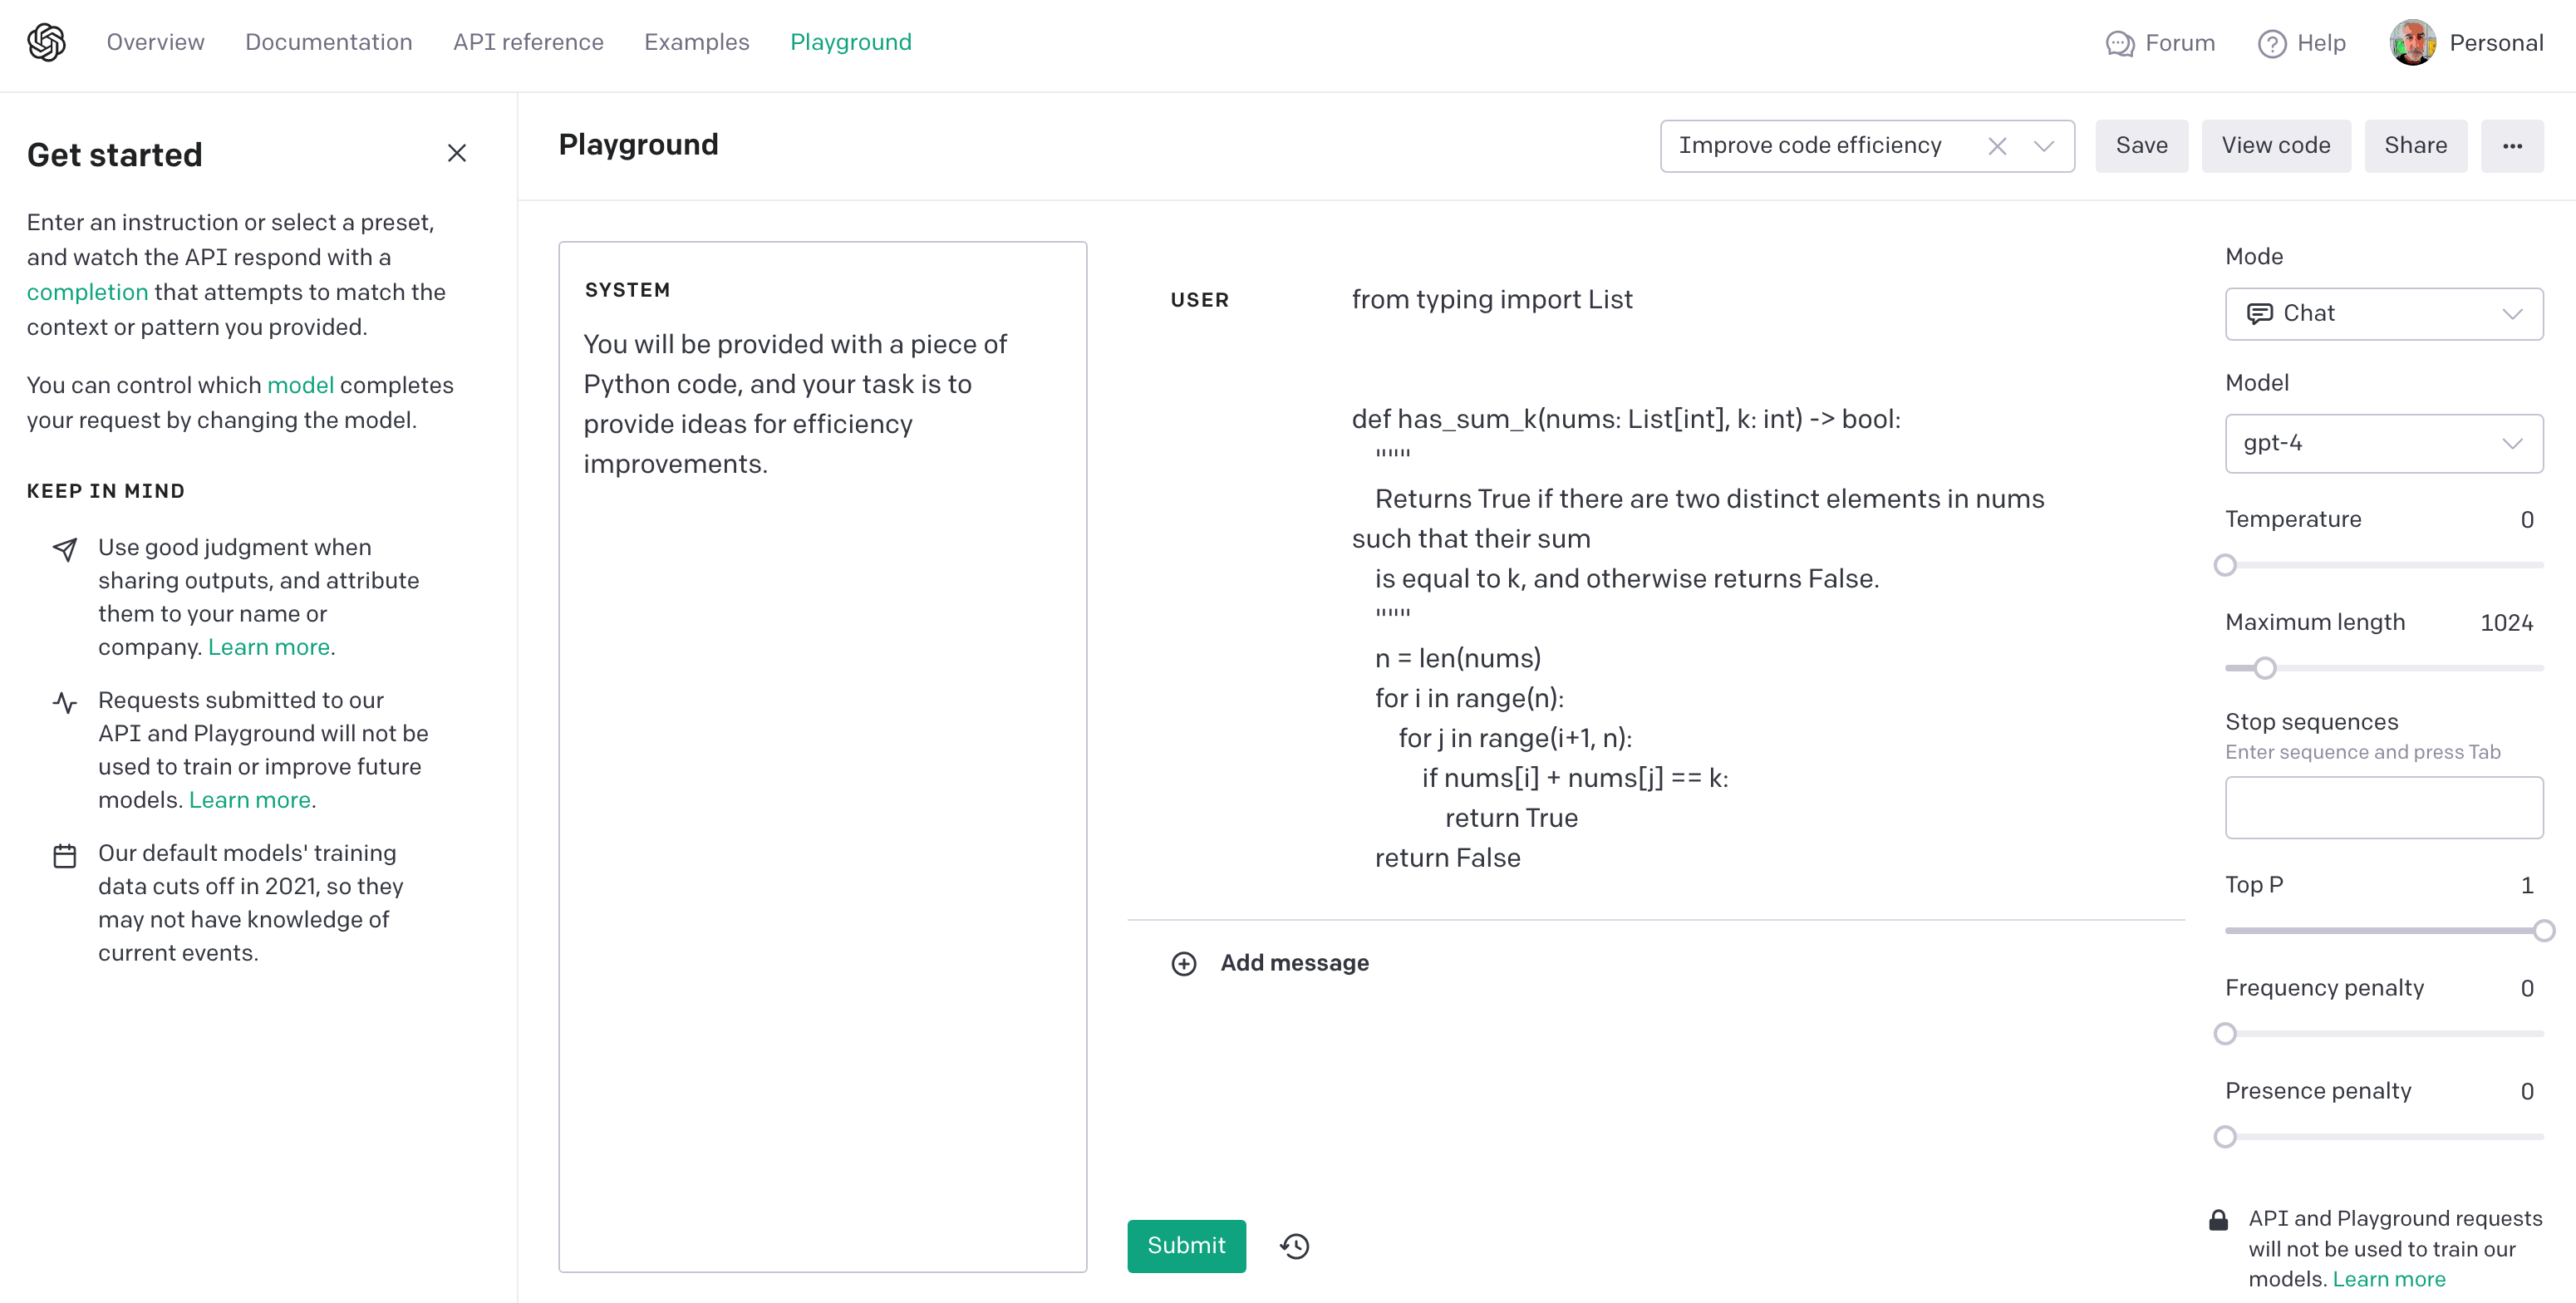 Overview
Documentation
API reference
Examples
Playground
Forum
Help
Personal
Get started
Enter an instruction or select a preset,
and watch the API respond with a
completion that attempts to match the
context or pattern you provided.
You can control which model completes
your request by changing the model.
KEEP IN MIND
Use good judgment when
sharing outputs, and attribute
them to your name or
company. Learn more.
Requests submitted to our
API and Playground will not be
used to train or improve future
models. Learn more.
Our default models' training
data cuts off in 2021, so they
may not have knowledge of
current events.
Playground
Improve code efficiency
Save
View code
Share
...
SYSTEM
You will be provided with a piece of
Python code, and your task is to
provide ideas for efficiency
improvements.
USER
from typing import List
def has_sum_k(nums: List[int], k: int) -> bool:
"""
Returns True if there are two distinct elements in nums
such that their sum
is equal to k, and otherwise returns False.
"""
n = len(nums)
for i in range(n):
for j in range(i+1, n):
if nums[i] + nums[j] == k:
return True
return False
Add message
Submit
Mode
Chat
Model
gpt-4
Temperature 0
Maximum length 1024
Stop sequences
Enter sequence and press Tab
Top P 1
Frequency penalty 0
Presence penalty 0
API and Playground requests
will not be used to train our
models. Learn more